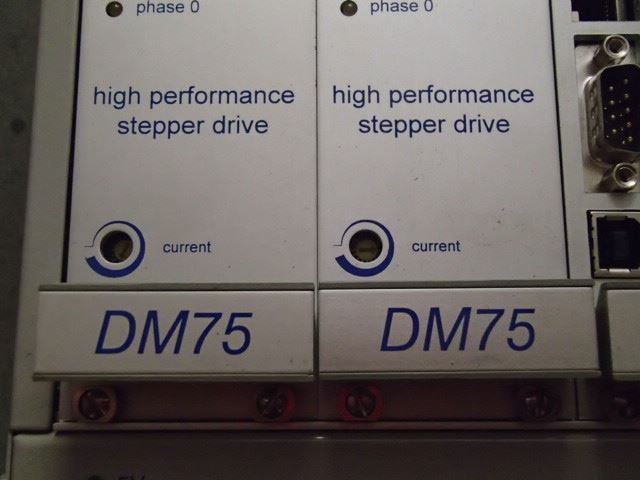 phase 0
phase 0
high performance
stepper drive
high performance
stepper drive
current
current
DM75
DM75